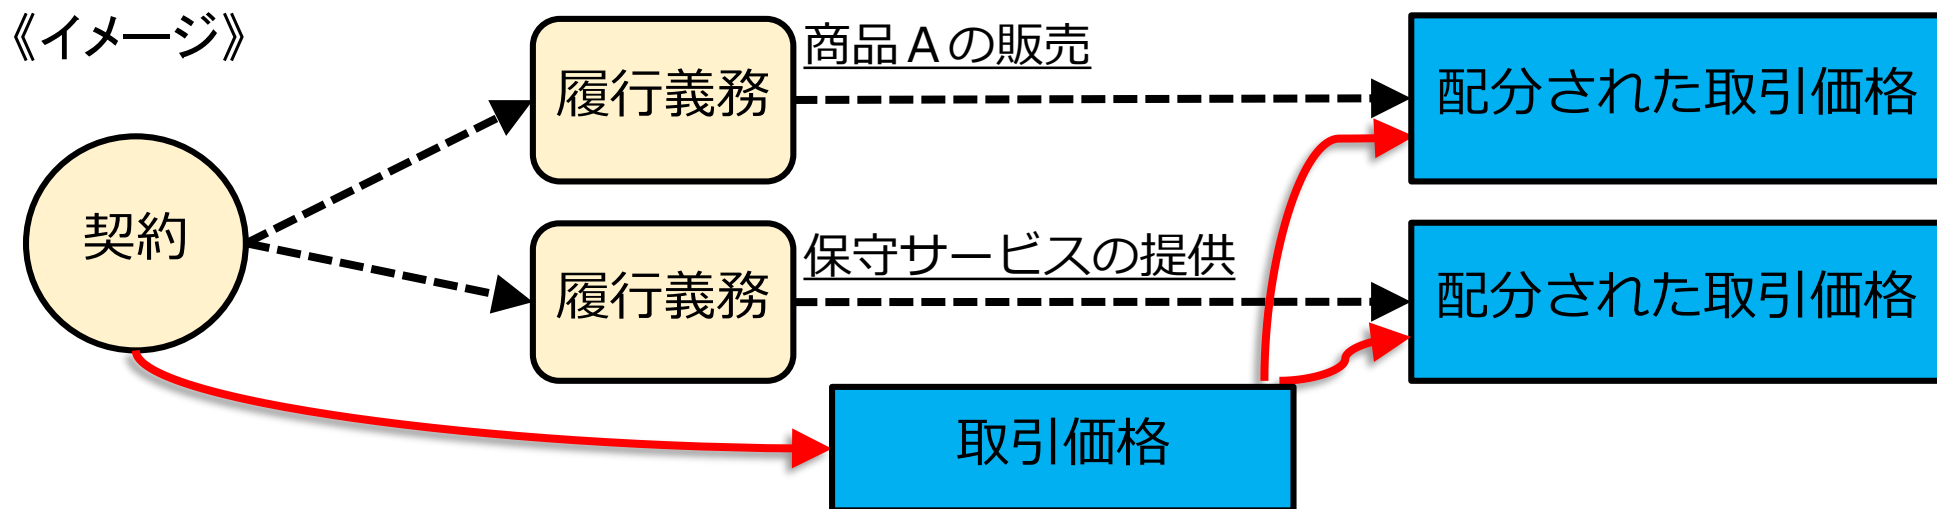 《イメージ》
契約
履行義務
商品Aの販売
配分された取引価格
履行義務
保守サービスの提供
配分された取引価格
取引価格